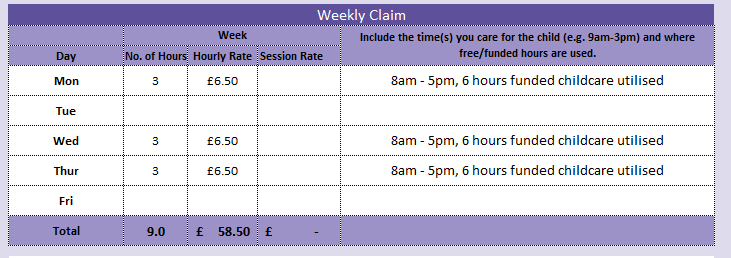 Weekly Claim
Week
Include the time(s) you care for the child (e.g. 9am-3pm) and where
free/funded hours are used.
Day No. of Hours Hourly Rate Session Rate
Mon 3 £6.50 8am - 5pm, 6 hours funded childcare utilised
Tue
Wed 3 £6.50 8am - 5pm, 6 hours funded childcare utilised
Thur 3 £6.50 8am - 5pm, 6 hours funded childcare utilised
Fri
Total 9.0 £ 58.50 £ -